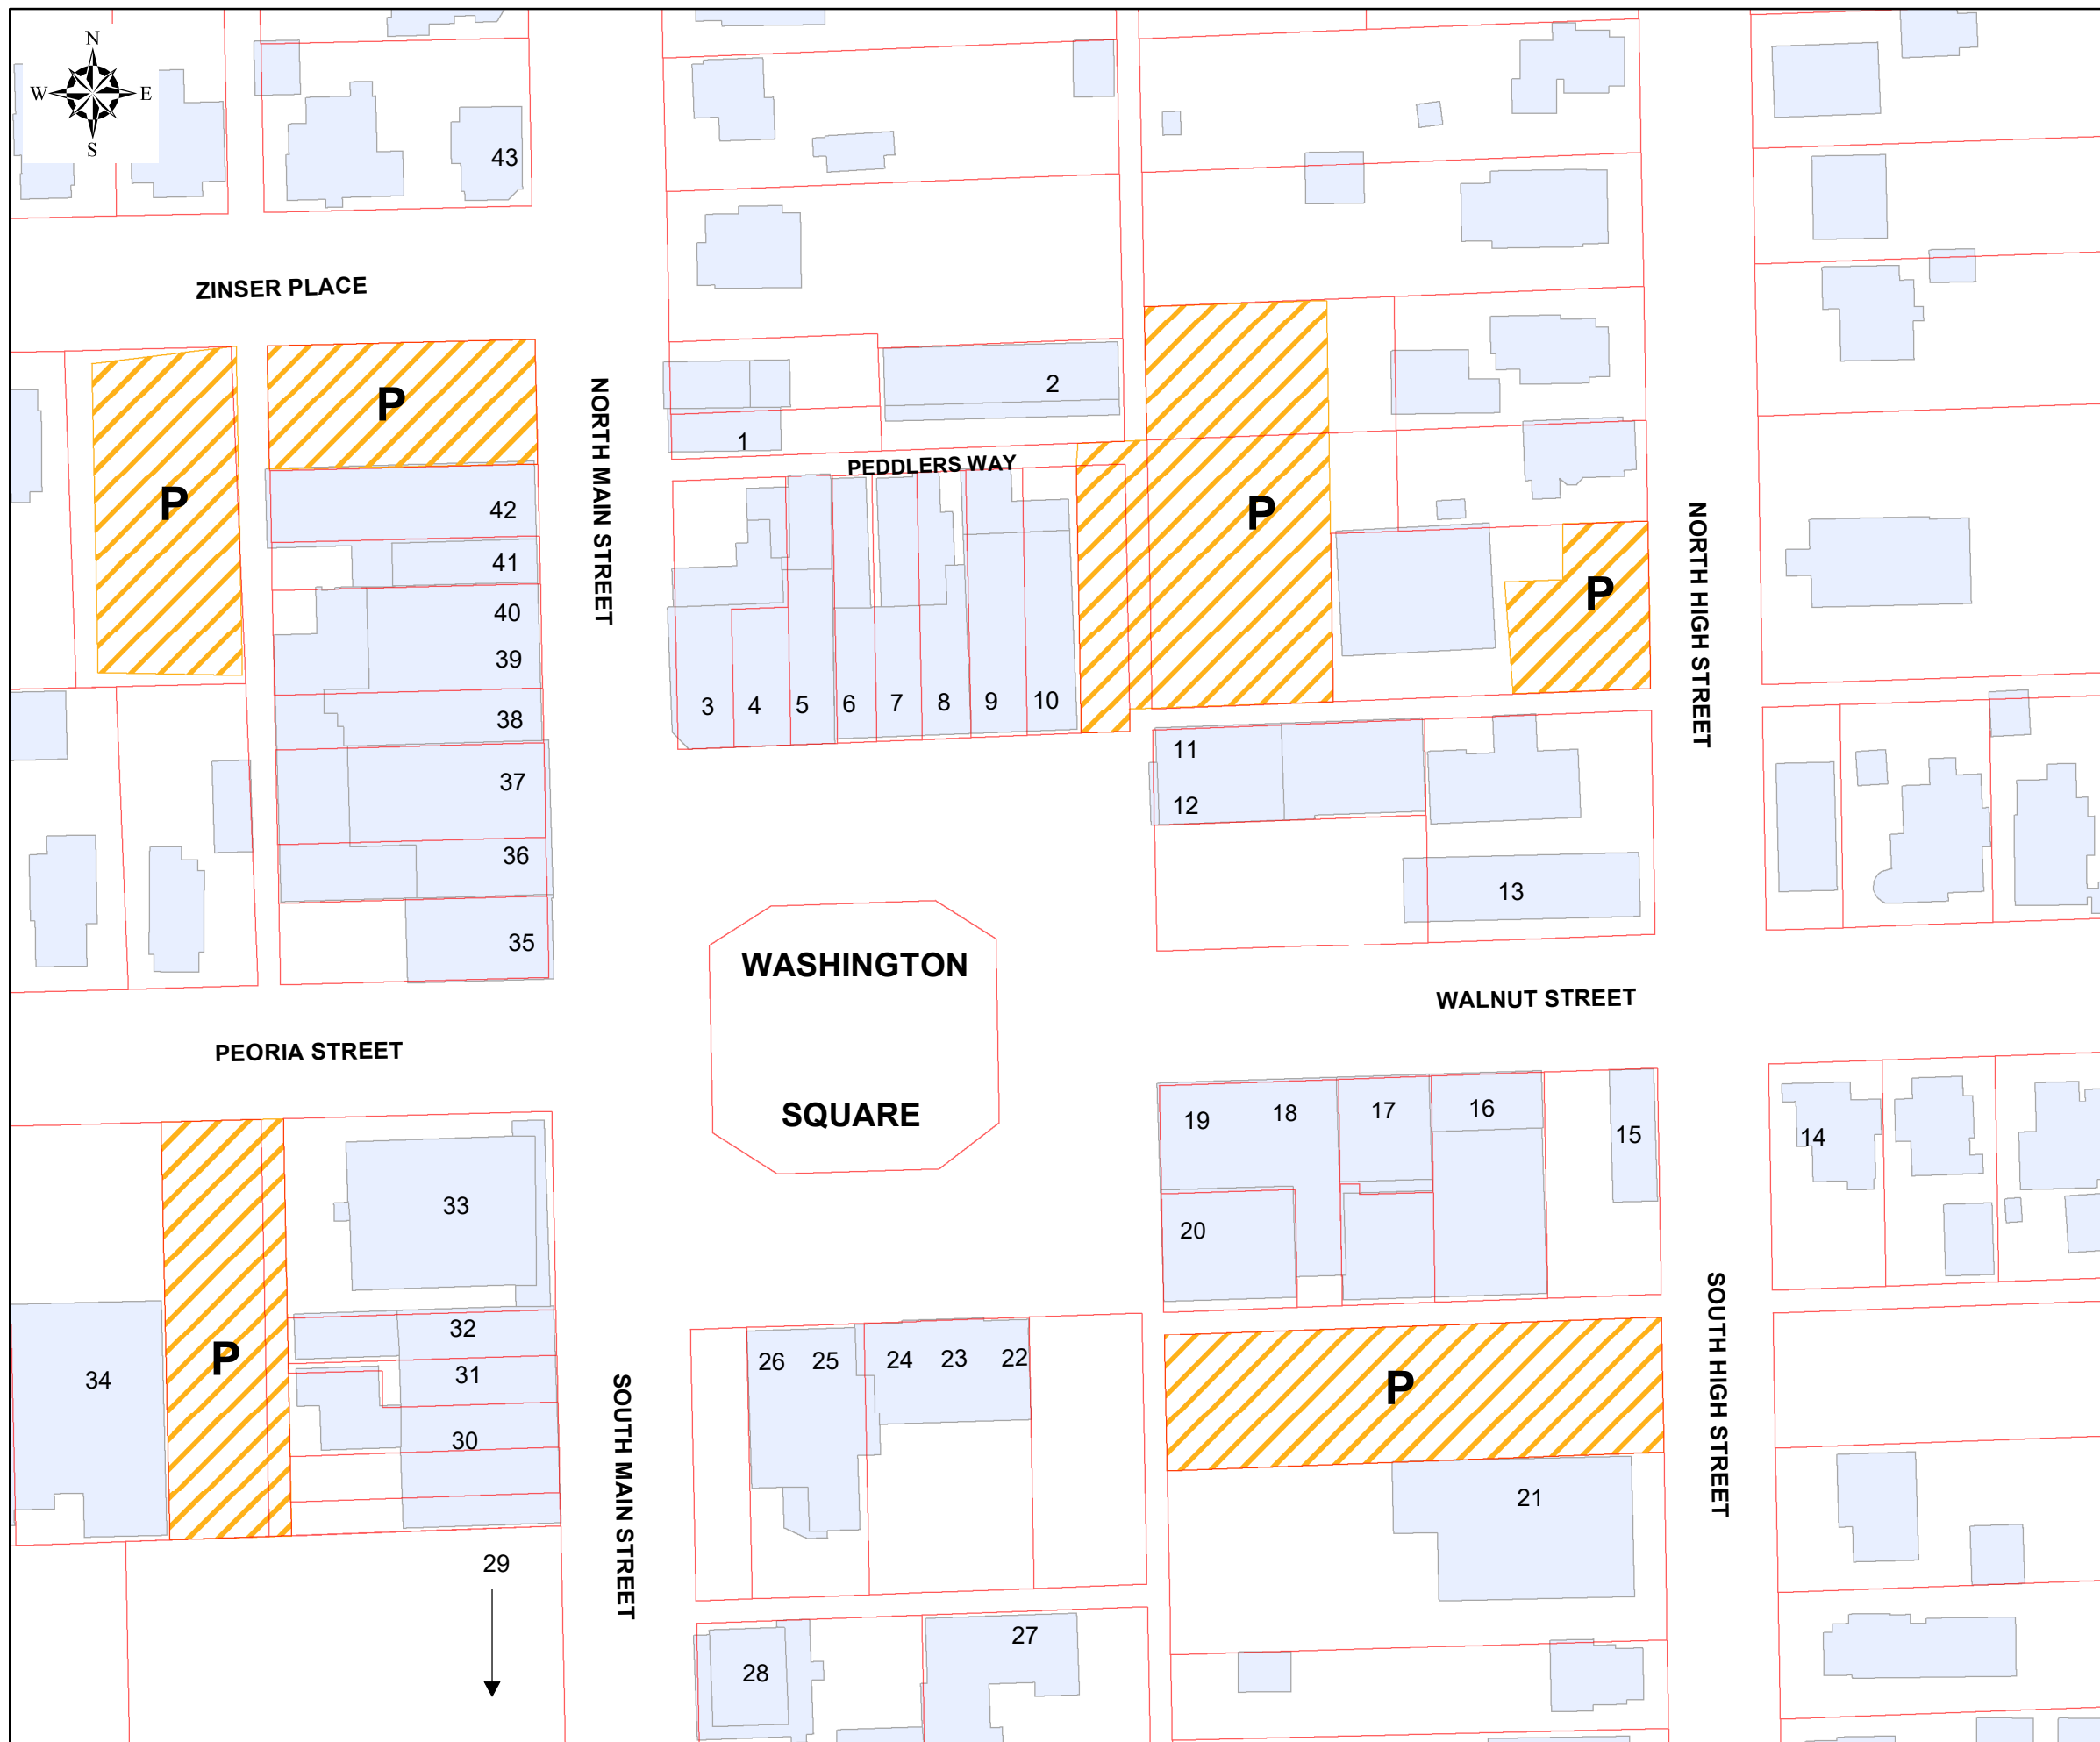 N
W E
S
43
ZINSER PLACE
P
P
NORTH MAIN STREET
2
1
PEDDLERS WAY
P
P
NORTH HIGH STREET
42
41
40
39
38
37
36
35
3 4 5 6 7 8 9 10
11
12
13
WASHINGTON
SQUARE
WALNUT STREET
PEORIA STREET
19 18 17 16 15 14
20
33
32
31
30
34
P
SOUTH MAIN STREET
26 25 24 23 22
P
SOUTH HIGH STREET
21
29
27
28